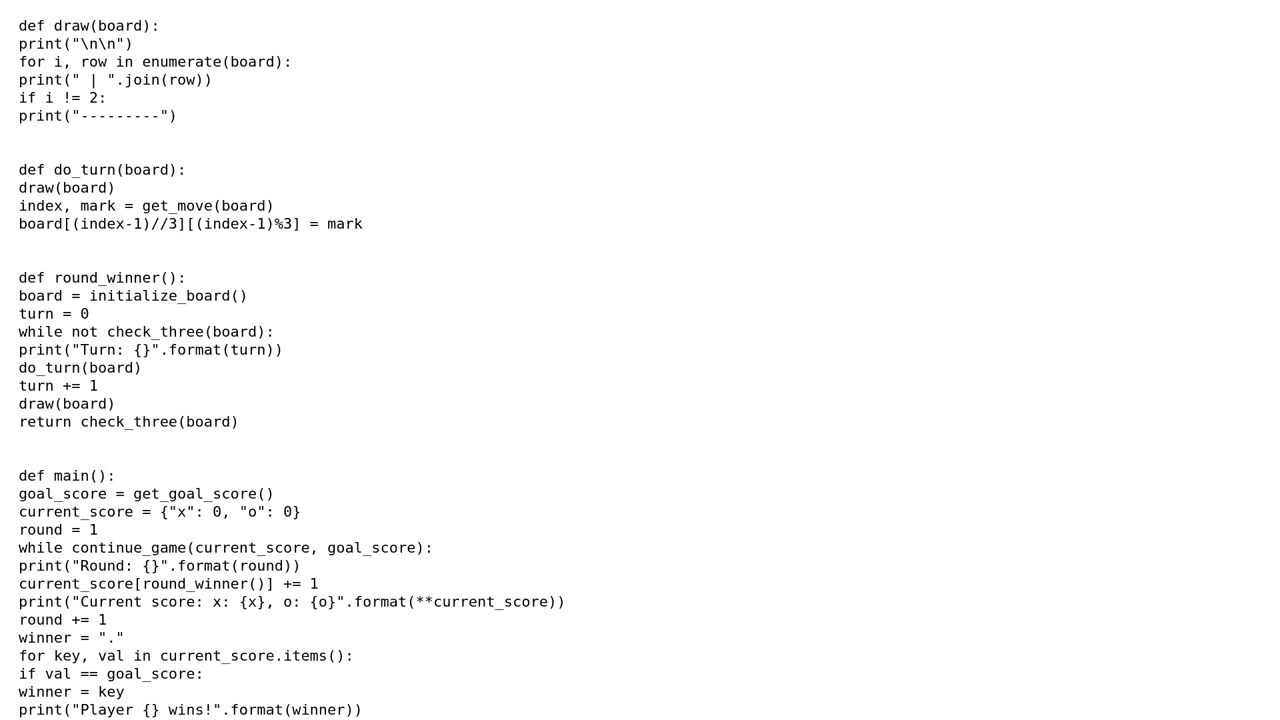 def draw(board):
print("\n\n")
for i, row in enumerate(board):
print(" | ".join(row))
if i != 2:
print("---------")
def do_turn(board):
draw(board)
index, mark = get_move(board)
board[(index-1)//3][(index-1)%3] = mark
def round_winner():
board = initialize_board()
turn = 0
while not check_three(board):
print("Turn: {}".format(turn))
do_turn(board)
turn += 1
draw(board)
return check_three(board)
def main():
goal_score = get_goal_score()
current_score = {"x": 0, "o": 0}
round = 1
while continue_game(current_score, goal_score):
print("Round: {}".format(round))
current_score[round_winner()] += 1
print("Current score: x: {x}, o: {o}".format(**current_score))
round += 1
winner = "."
for key, val in current_score.items():
if val == goal_score:
winner = key
print("Player {} wins!".format(winner))